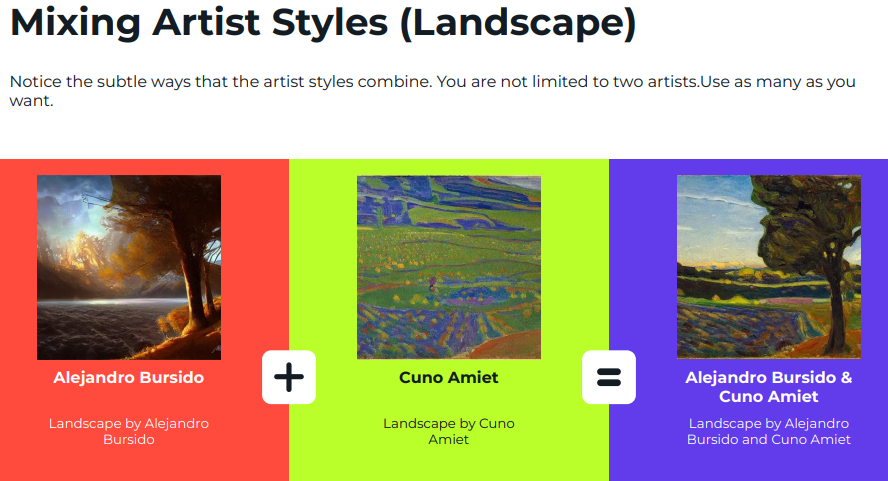 Mixing Artist Styles (Landscape)
Notice the subtle ways that the artist styles combine. You are not limited to two artists.Use as many as you
want.
Alejandro Bursido
Landscape by Alejandro
Bursido
+
Cuno Amiet
Landscape by Cuno
Amiet
=
Alejandro Bursido &
Cuno Amiet
Landscape by Alejandro
Bursido and Cuno Amiet